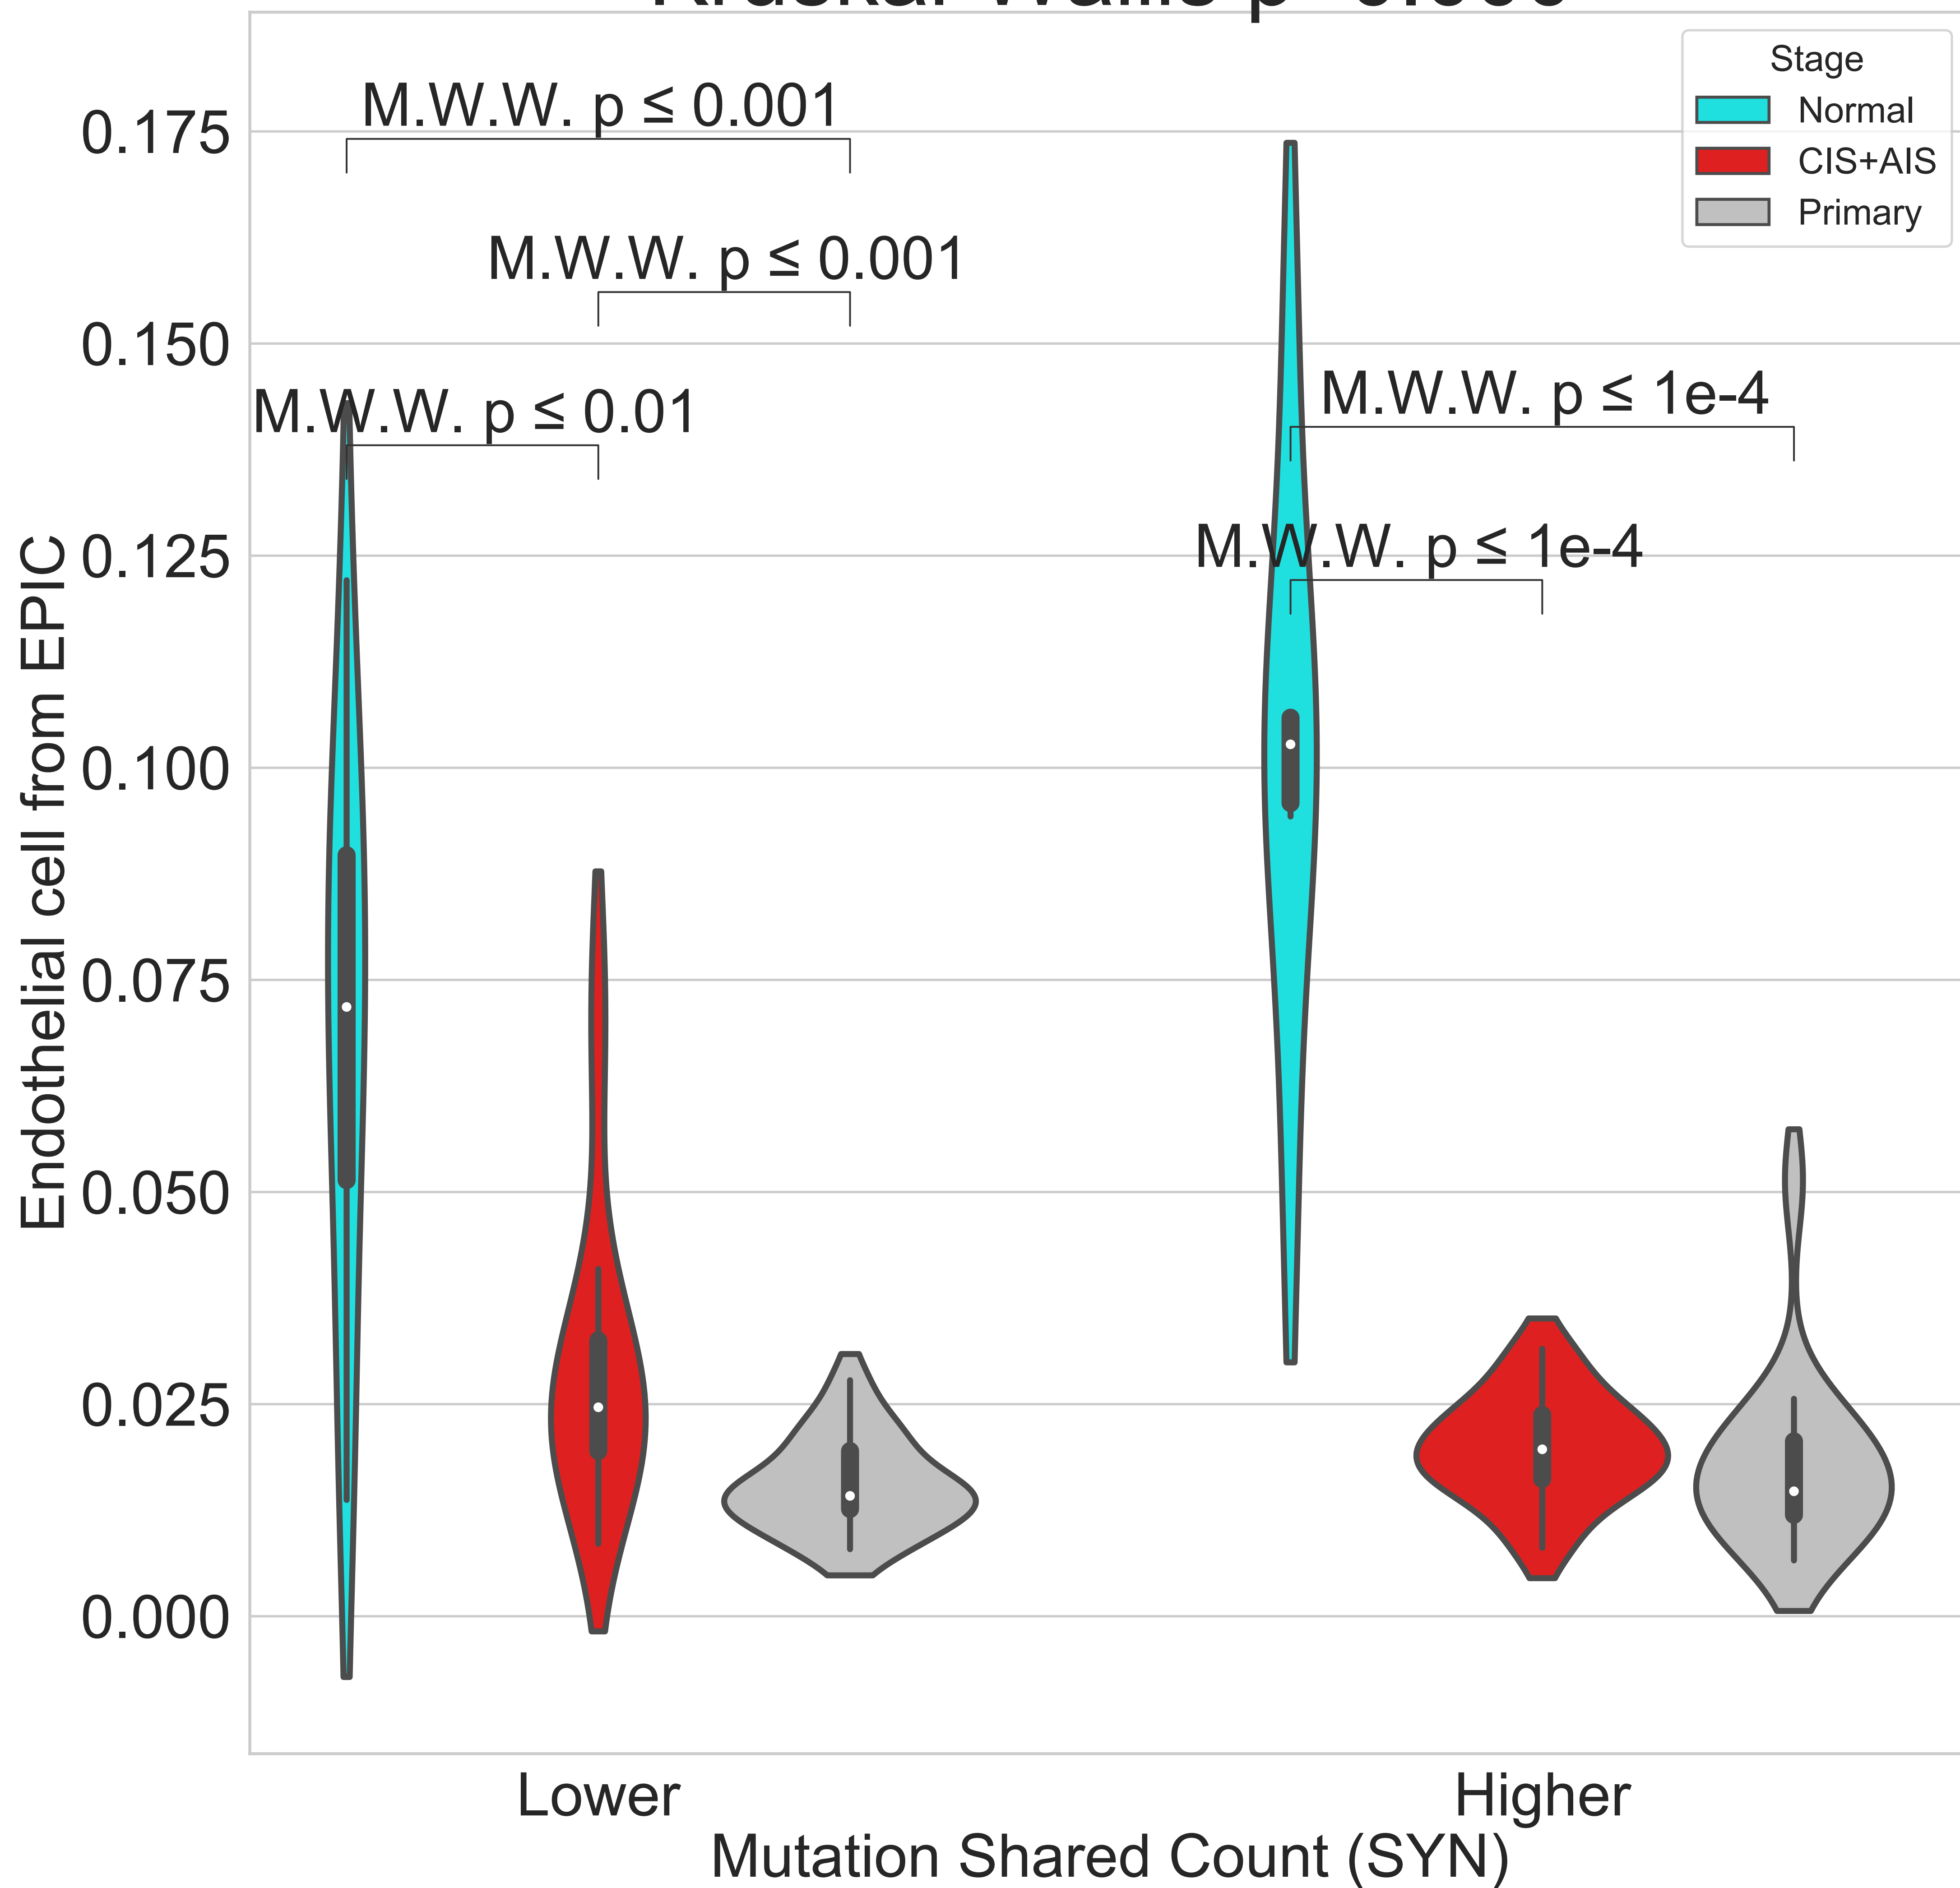 Stage
Normal
CIS+AIS
Primary
M.W.W. p ≤ 0.001
M.W.W. p ≤ 0.001
M.W.W. p ≤ 0.01
M.W.W. p ≤ 1e-4
M.W.W. p ≤ 1e-4
Endothelial cell from EPIC
0.175
0.150
0.125
0.100
0.075
0.050
0.025
0.000
Lower
Higher
Mutation Shared Count (SYN)